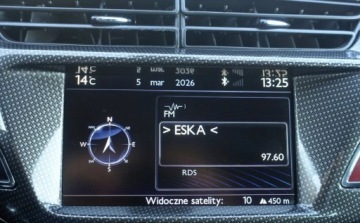 14°C 5 mar 2026 13:25
N
W E
S
FM
> ESKA <
97.60
RDS
Widoczne satelity: 10 450 m